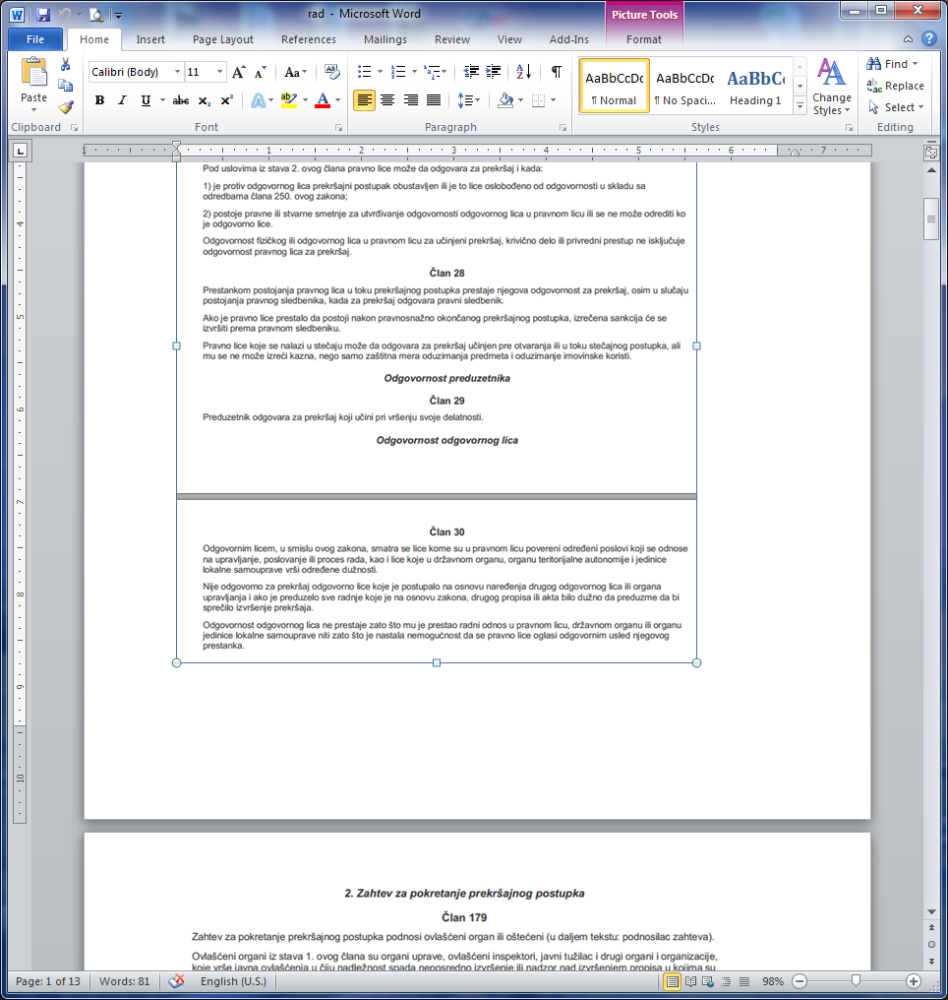 rad - Microsoft Word
Picture Tools
File
Home
Insert
Page Layout
References
Mailings
Review
View
Add-Ins
Format
Paste
Clipboard
Calibri (Body)
11
Font
Paragraph
AaBbCcDc
¶ Normal
AaBbCcDc
¶ No Spaci...
AaBbCc
Heading 1
Change
Styles
Styles
Find
Replace
Select
Editing
Pod uslovima iz stava 2. ovog člana pravno lice može da odgovara za prekršaj i kada:
1) je protiv odgovornog lica prekršajni postupak obustavljen ili je to lice oslobođeno od odgovornosti u skladu sa
odredbama člana 250. ovog zakona;
2) postoje pravne ili stvarne smetnje za utvrđivanje odgovornosti odgovornog lica u pravnom licu ili se ne može odrediti ko
je odgovorno lice.
Odgovornost fizičkog ili odgovornog lica u pravnom licu za učinjeni prekršaj, krivično delo ili privredni prestup ne isključuje
odgovornost pravnog lica za prekršaj.
Član 28
Prestankom postojanja pravnog lica u toku prekršajnog postupka prestaje njegova odgovornost za prekršaj, osim u slučaju
postojanja pravnog sledbenika, kada za prekršaj odgovara pravni sledbenik.
Ako je pravno lice prestalo da postoji nakon pravnosnažno okončanog prekršajnog postupka, izrečena sankcija će se
izvršiti prema pravnom sledbeniku.
Pravno lice koje se nalazi u stečaju može da odgovara za prekršaj učinjen pre otvaranja ili u toku stečajnog postupka, ali
mu se ne može izreći kazna, nego samo zaštitna mera oduzimanja predmeta i oduzimanje imovinske koristi.
Odgovornost preduzetnika
Član 29
Preduzetnik odgovara za prekršaj koji učini pri vršenju svoje delatnosti.
Odgovornost odgovornog lica
Član 30
Odgovornim licem, u smislu ovog zakona, smatra se lice kome su u pravnom licu povereni određeni poslovi koji se odnose
na upravljanje, poslovanje ili proces rada, kao i lice koje u državnom organu, organu teritorijalne autonomije i jedinice
lokalne samouprave vrši određene dužnosti.
Nije odgovorno za prekršaj odgovorno lice koje je postupalo na osnovu naređenja drugog odgovornog lica ili organa
upravljanja i ako je preduzelo sve radnje koje je na osnovu zakona, drugog propisa ili akta bilo dužno da preduzme da bi
sprečilo izvršenje prekršaja.
Odgovornost odgovornog lica ne prestaje zato što mu je prestao radni odnos u pravnom licu, državnom organu ili organu
jedinice lokalne samouprave niti zato što je nastala nemogućnost da se pravno lice oglasi odgovornim usled njegovog
prestanka.
2. Zahtev za pokretanje prekršajnog postupka
Član 179
Zahtev za pokretanje prekršajnog postupka podnosi ovlašćeni organ ili oštećeni (u daljem tekstu: podnosilac zahteva).
Ovlašćeni organi iz stava 1. ovog člana su organi uprave, ovlašćeni inspektori, javni tužilac i drugi organi i organizacije,
koje vrše javna ovlašćenja u čiju nadležnost spada neposredno izvršenje ili nadzor nad izvršenjem propisa u kojima su
Page: 1 of 13
Words: 81
English (U.S.)
98%